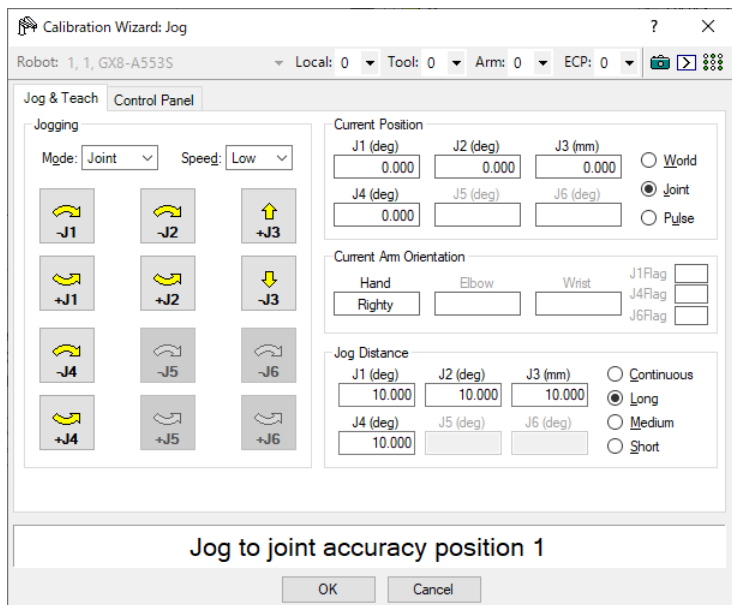 Calibration Wizard: Jog ? X
Robot: 1, 1, GX8-A553S Local: 0 Tool: 0 Arm: 0 ECP: 0
Jog & Teach Control Panel
Jogging
Mode: Joint Speed: Low
-J1 -J2 +J3
+J1 +J2 -J3
-J4 -J5 -J6
+J4 +J5 +J6
Current Position
J1 (deg) J2 (deg) J3 (mm)
0.000 0.000 0.000
J4 (deg) J5 (deg) J6 (deg)
0.000
World
Joint
Pulse
Current Arm Orientation
Hand Elbow Wrist
Righty
J1Flag
J4Flag
J6Flag
Jog Distance
J1 (deg) J2 (deg) J3 (mm)
10.000 10.000 10.000
J4 (deg) J5 (deg) J6 (deg)
10.000
Continuous
Long
Medium
Short
Jog to joint accuracy position 1
OK Cancel